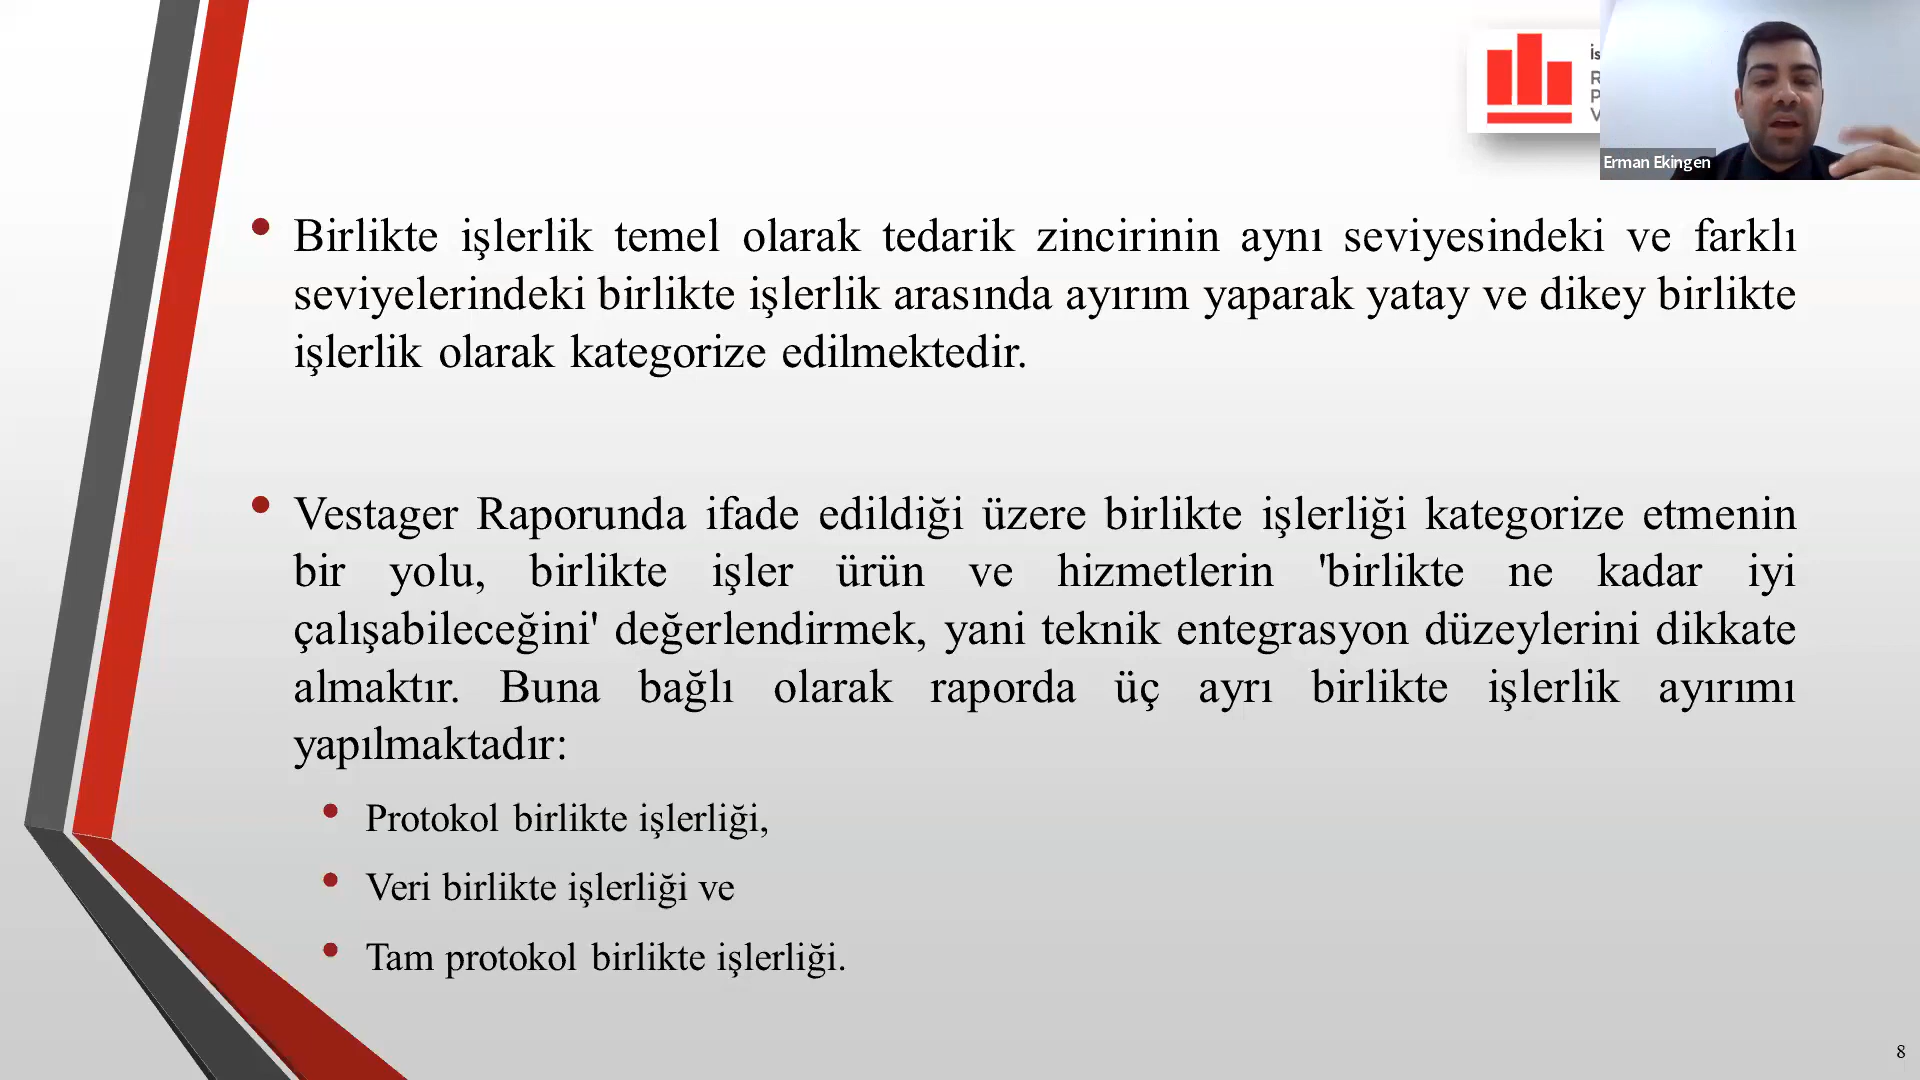 Erman Ekingen
• Birlikte işlerlik temel olarak tedarik zincirinin aynı seviyesindeki ve farklı
seviyelerindeki birlikte işlerlik arasında ayırım yaparak yatay ve dikey birlikte
işlerlik olarak kategorize edilmektedir.
• Vestager Raporunda ifade edildiği üzere birlikte işlerliği kategorize etmenin
bir yolu, birlikte işler ürün ve hizmetlerin 'birlikte ne kadar iyi
çalışabileceğini' değerlendirmek, yani teknik entegrasyon düzeylerini dikkate
almaktır. Buna bağlı olarak raporda üç ayrı birlikte işlerlik ayırımı
yapılmaktadır:
• Protokol birlikte işlerliği,
• Veri birlikte işlerliği ve
• Tam protokol birlikte işlerliği.
8